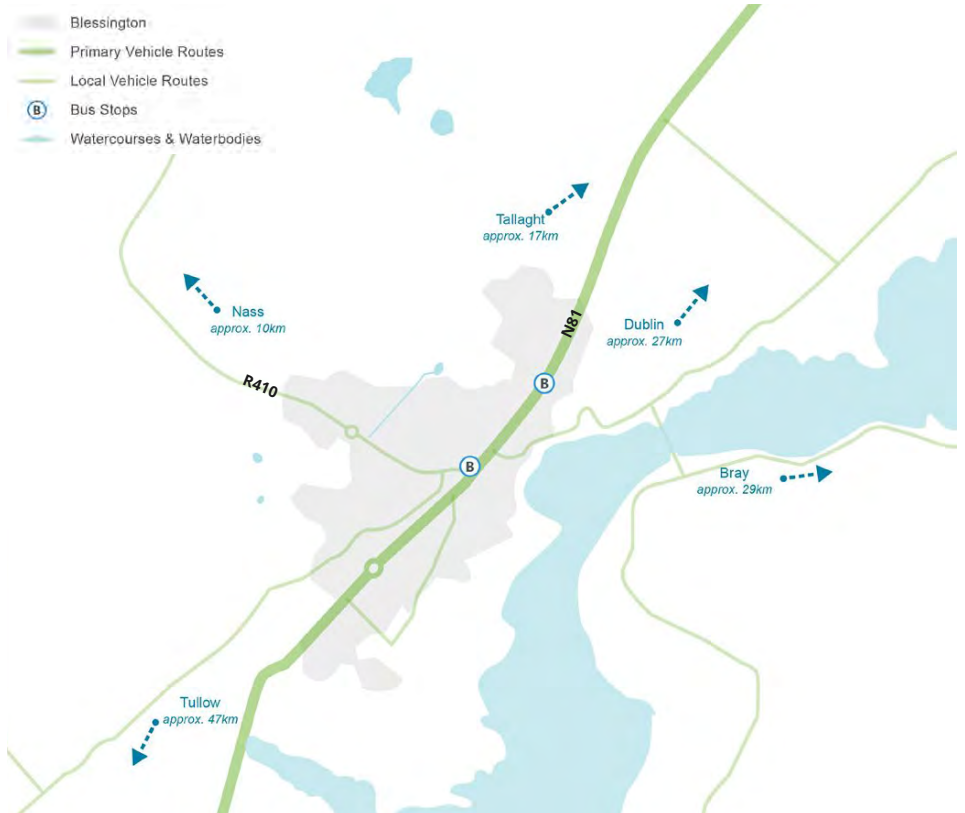 Blessington
Primary Vehicle Routes
Local Vehicle Routes
B Bus Stops
Watercourses & Waterbodies
Tallaght
approx. 17km
Nass
approx. 10km
N81
Dublin
approx. 27km
R410
B
B
Bray
approx. 29km
Tullow
approx. 47km